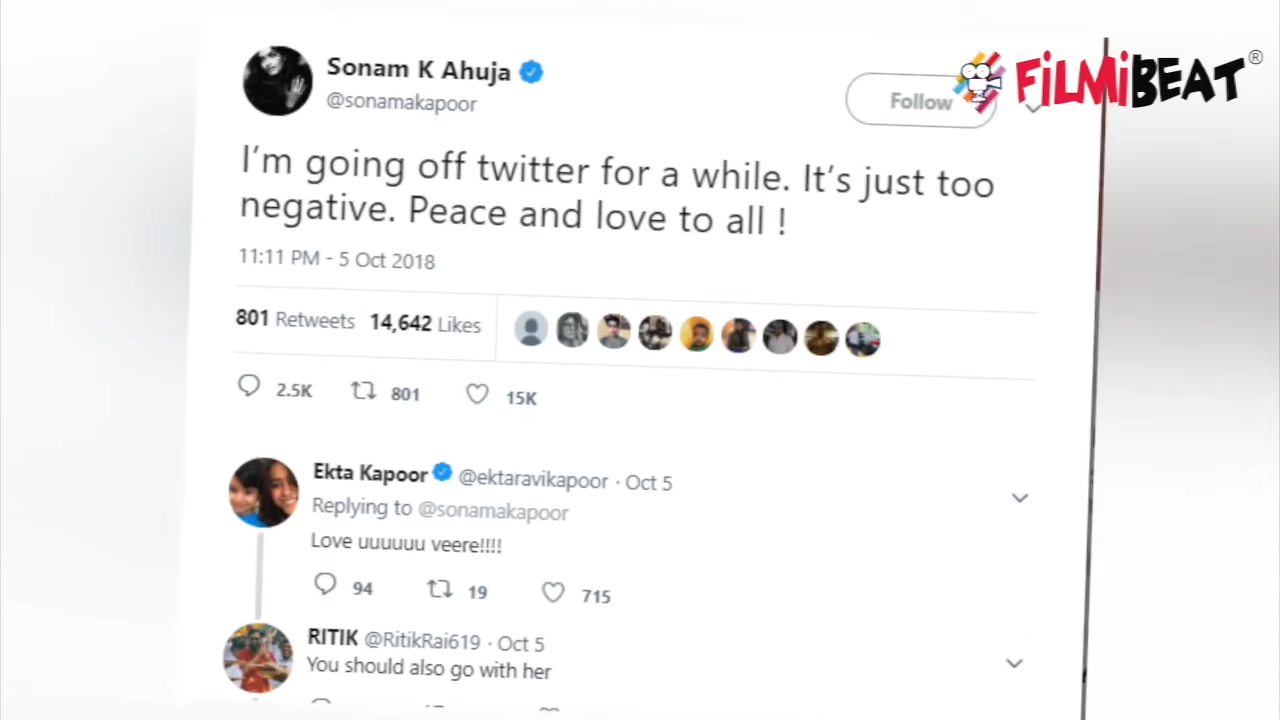 Sonam K Ahuja
@sonamakapoor
Follow
FiLMiBEAT®
I'm going off twitter for a while. It's just too
negative. Peace and love to all !
11:11 PM - 5 Oct 2018
801 Retweets 14,642 Likes
2.5K 801 15K
Ekta Kapoor @ektaravikapoor · Oct 5
Replying to @sonamakapoor
Love uuuuuu veere!!!!
94 19 715
RITIK @RitikRai619 · Oct 5
You should also go with her